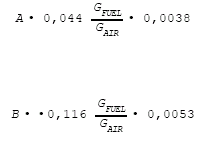 A • 0,044 G_FUEL / G_AIR • 0,0038
B • • 0,116 G_FUEL / G_AIR • 0,0053